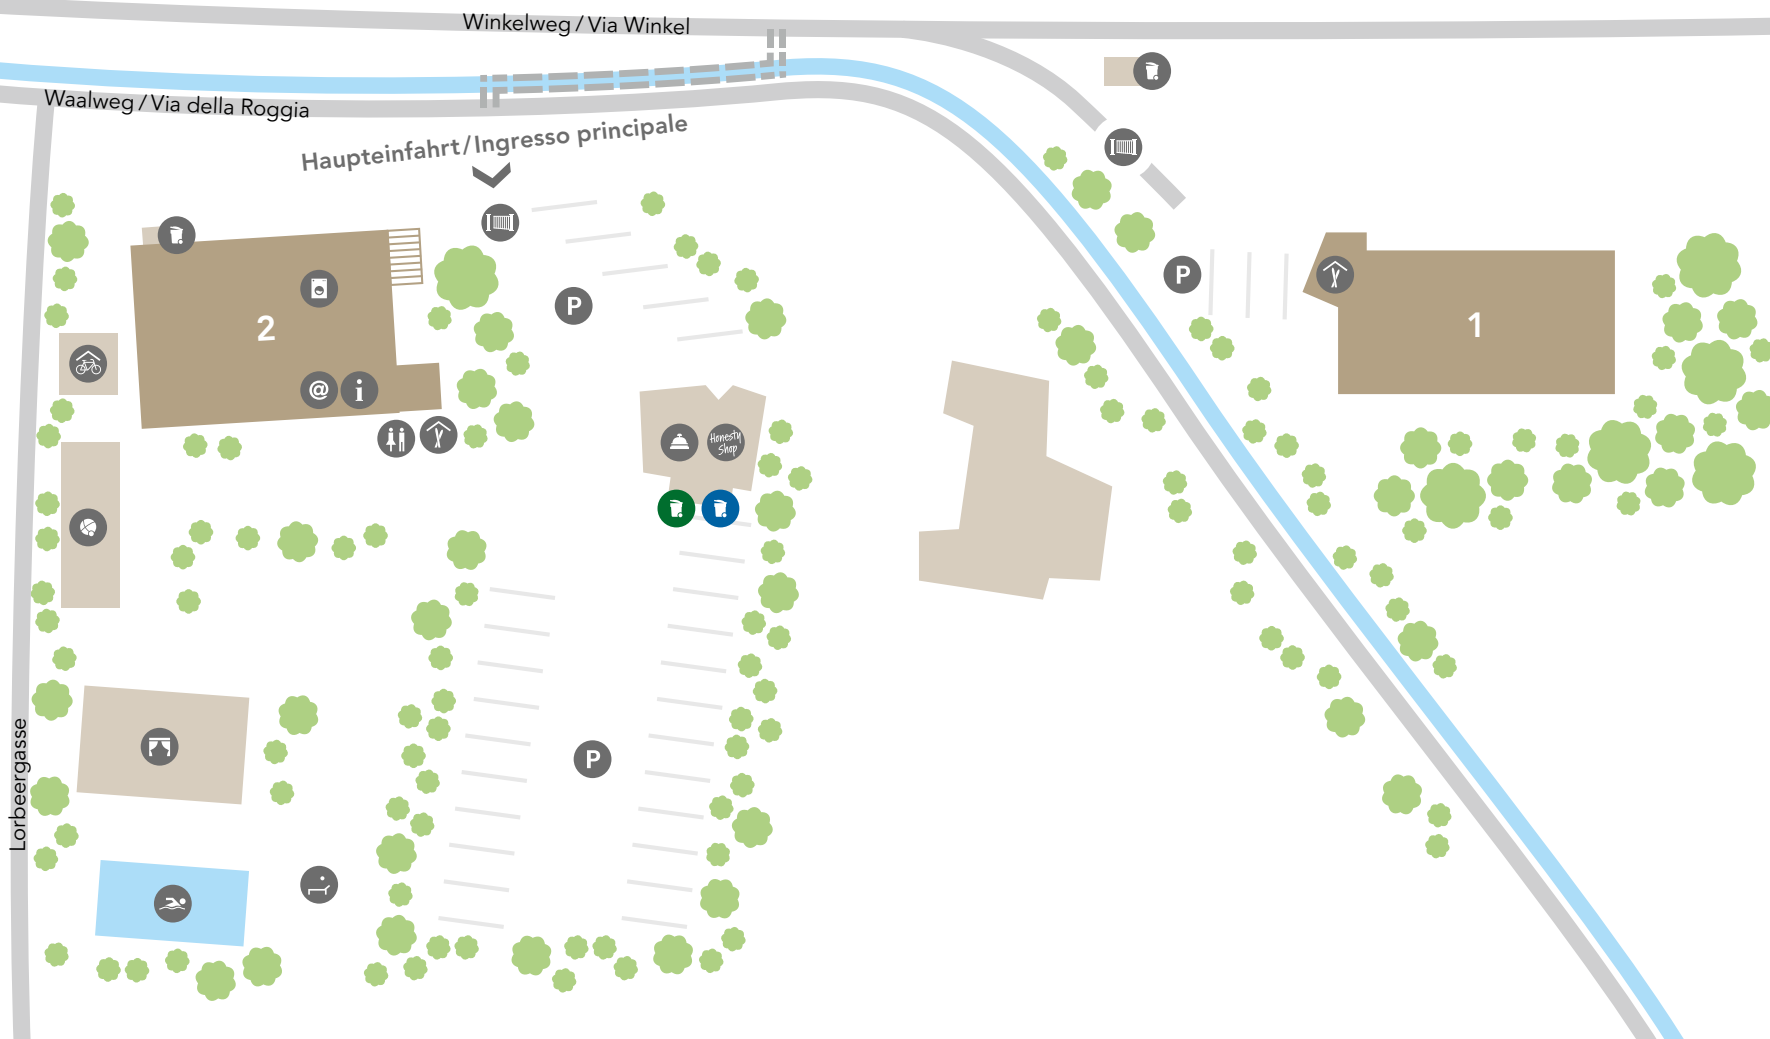 Winkelweg / Via Winkel
Waalweg / Via della Roggia
Haupteinfahrt / Ingresso principale
P
P
1
2
@
i
Honesty
Shop
P
Lorbeergasse